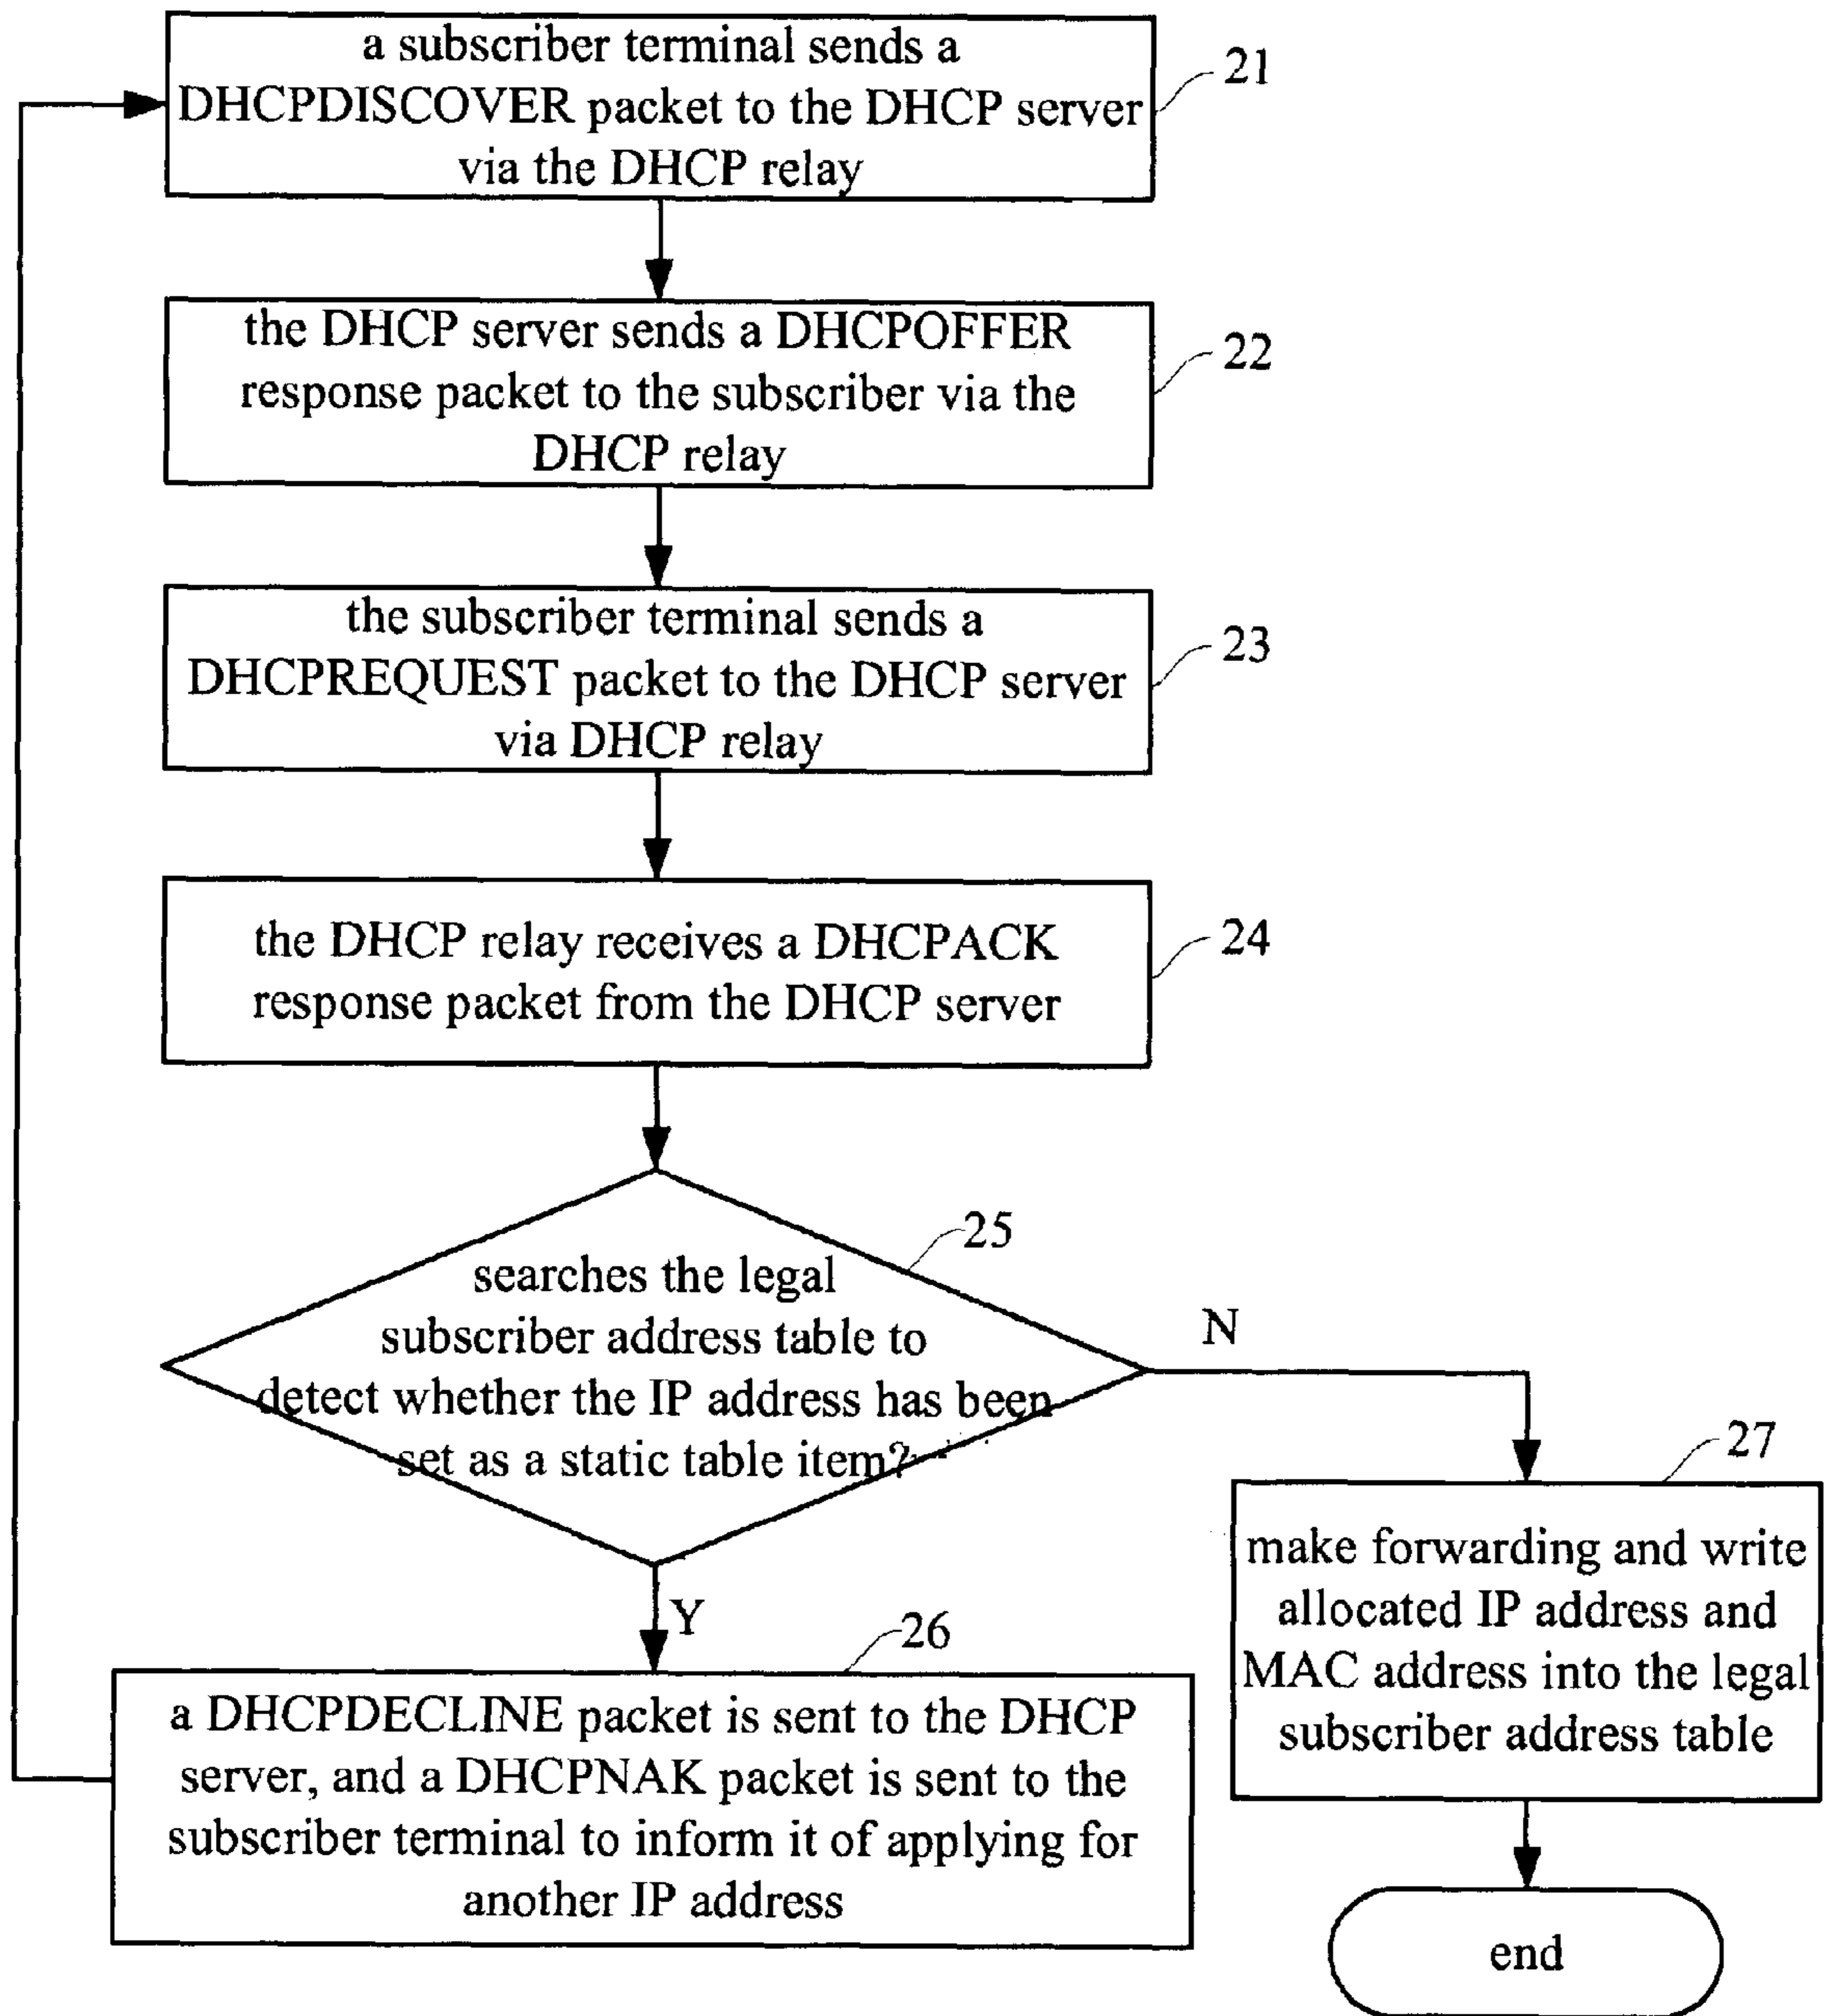 a subscriber terminal sends a
DHCPDISCOVER packet to the DHCP server
via the DHCP relay
21
the DHCP server sends a DHCPOFFER
response packet to the subscriber via the
DHCP relay
22
the subscriber terminal sends a
DHCPREQUEST packet to the DHCP server
via DHCP relay
23
the DHCP relay receives a DHCPACK
response packet from the DHCP server
24
25
searches the legal
subscriber address table to
detect whether the IP address has been
set as a static table item?
N
Y
26
a DHCPDECLINE packet is sent to the DHCP
server, and a DHCPNAK packet is sent to the
subscriber terminal to inform it of applying for
another IP address
27
make forwarding and write
allocated IP address and
MAC address into the legal
subscriber address table
end